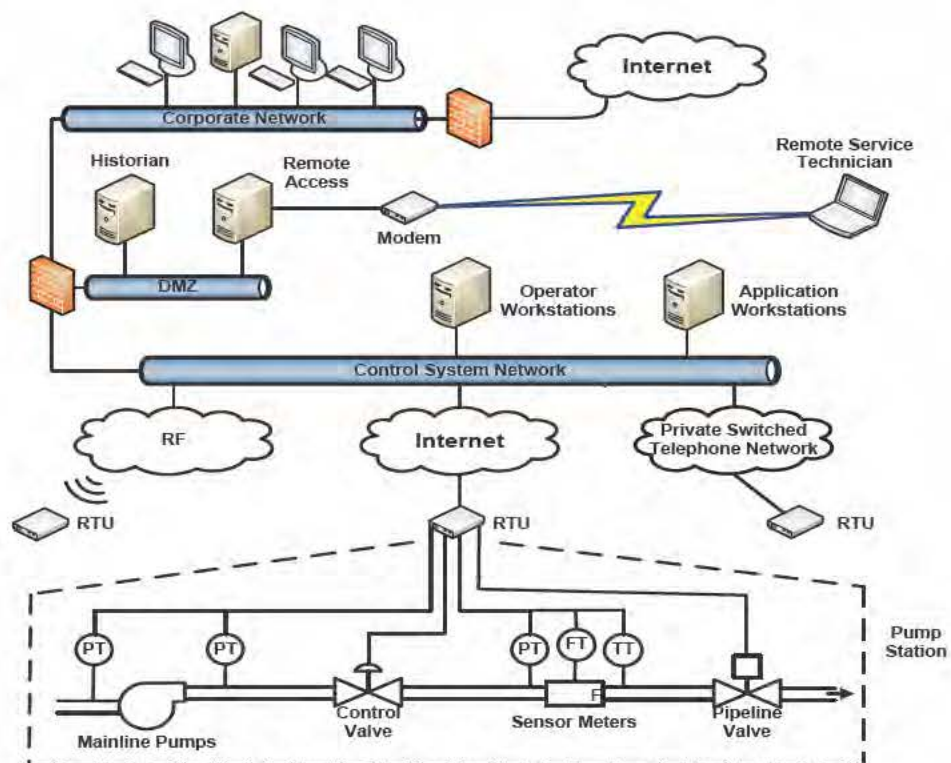 Internet
Corporate Network
Historian
Remote
Access
Remote Service
Technician
Modem
DMZ
Operator
Workstations
Application
Workstations
Control System Network
RF
Internet
Private Switched
Telephone Network
RTU
RTU
RTU
PT
PT
PT
FT
TT
Pump
Station
F
Mainline Pumps
Control
Valve
Sensor Meters
Pipeline
Valve